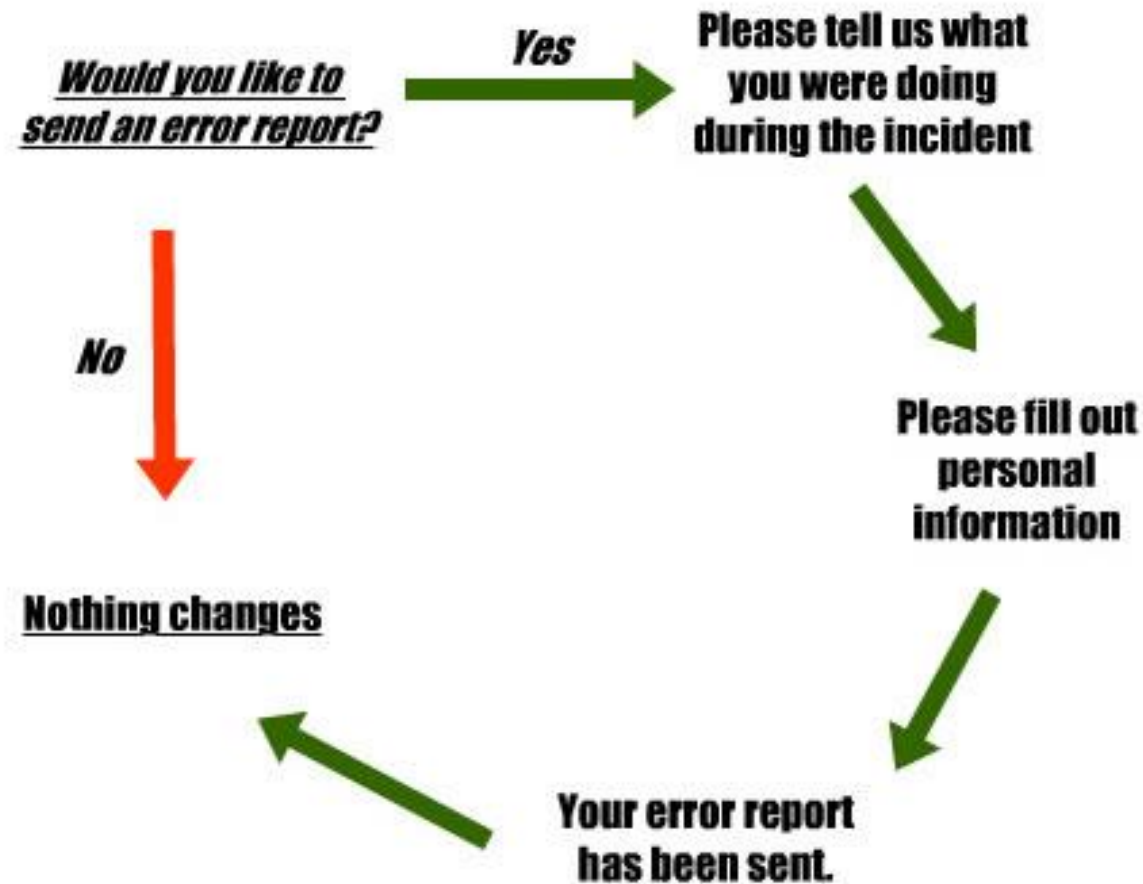 Would you like to
send an error report?
Yes
Please tell us what
you were doing
during the incident
No
Please fill out
personal
information
Nothing changes
Your error report
has been sent.